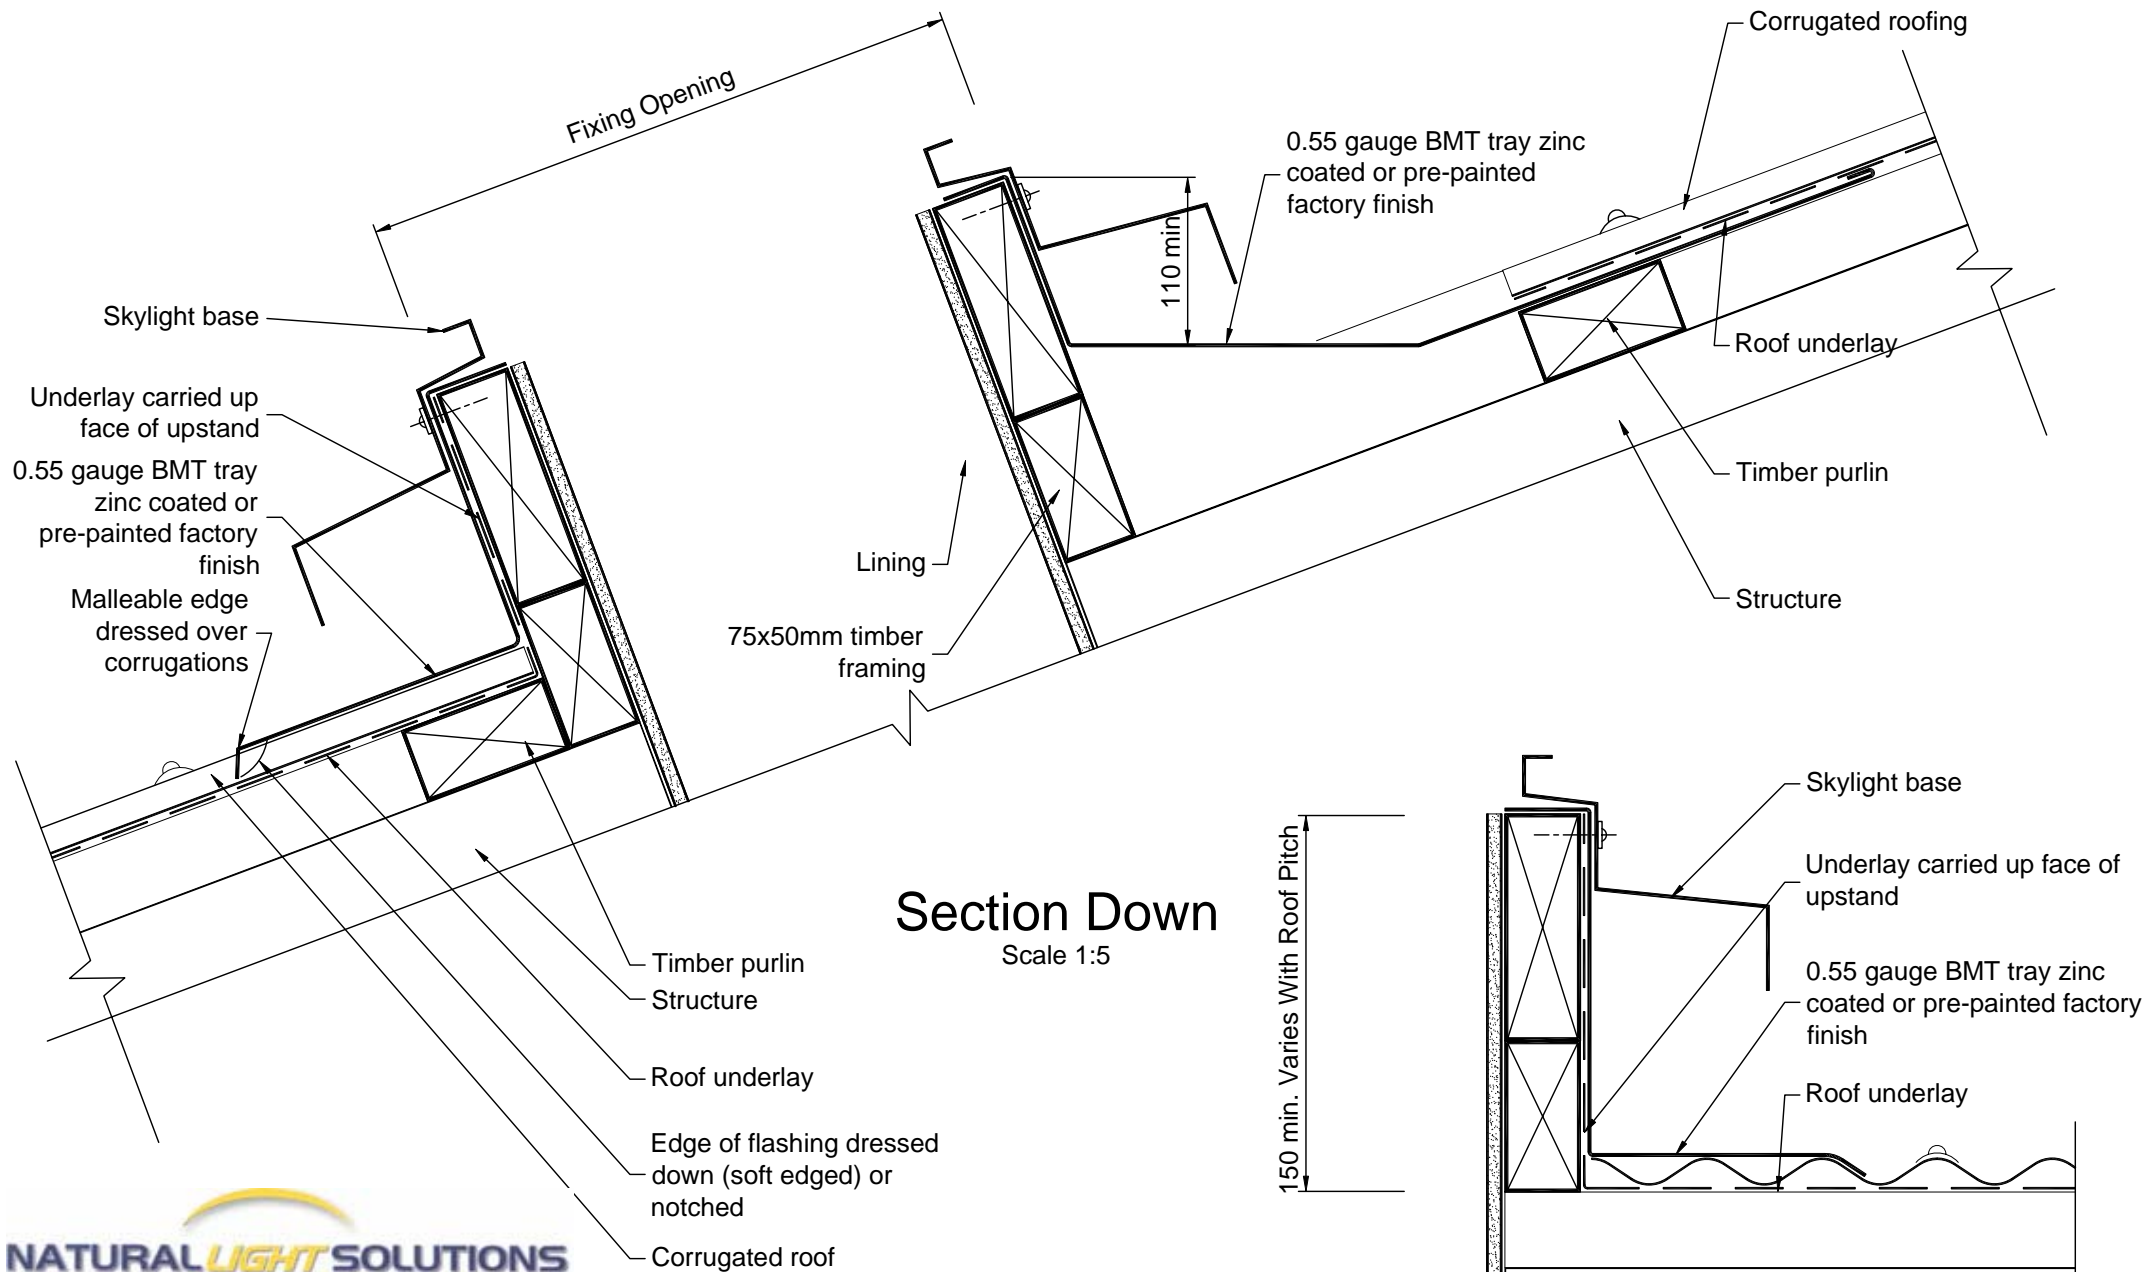 Corrugated roofing
Fixing Opening
0.55 gauge BMT tray zinc
coated or pre-painted
factory finish
110 min
Skylight base
Roof underlay
Underlay carried up
face of upstand
0.55 gauge BMT tray
zinc coated or
pre-painted factory
finish
Timber purlin
Lining
Malleable edge
dressed over
corrugations
Structure
75x50mm timber
framing
Skylight base
Section Down
Scale 1:5
150 min. Varies With Roof Pitch
Underlay carried up face of
upstand
Timber purlin
Structure
0.55 gauge BMT tray zinc
coated or pre-painted factory
finish
Roof underlay
Roof underlay
Edge of flashing dressed
down (soft edged) or
notched
Corrugated roof
NATURAL LIGHT SOLUTIONS